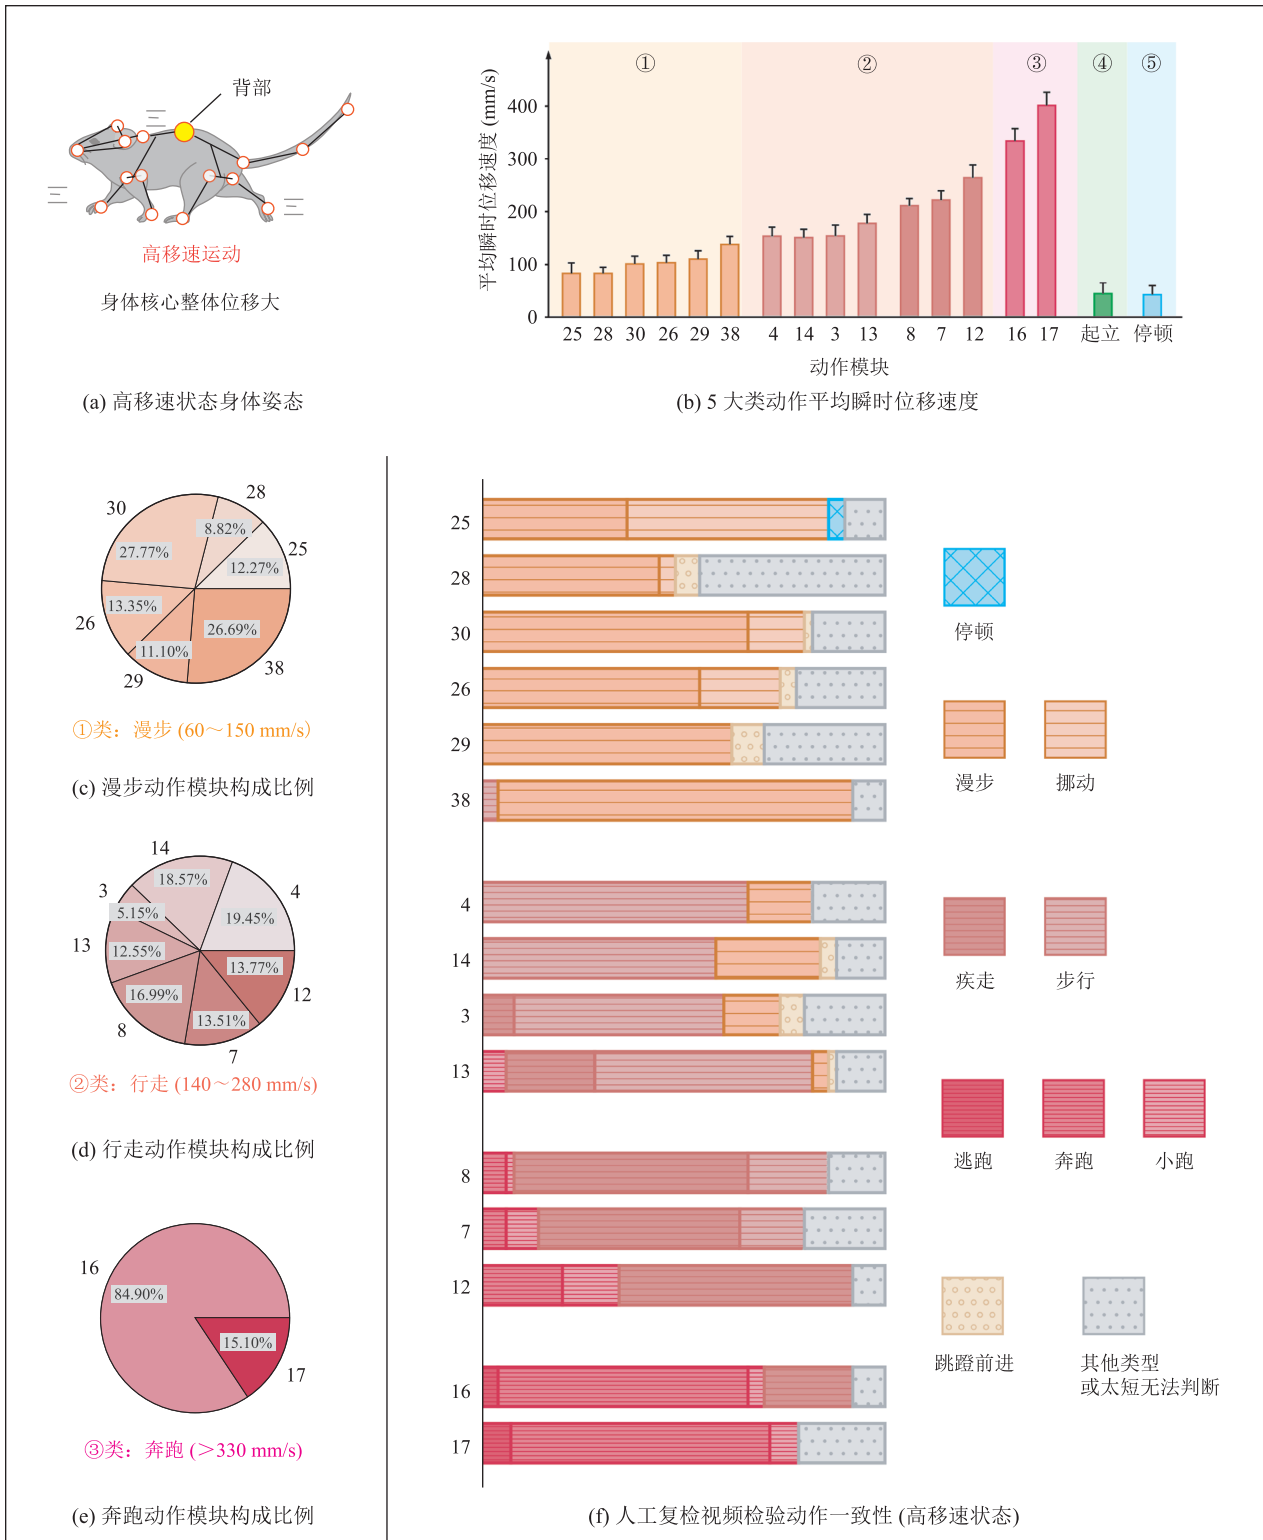 背部
高移速运动
身体核心整体位移大
(a) 高移速状态身体姿态
① ② ③ ④ ⑤
平均瞬时位移速度 (mm/s)
400
300
200
100
0
25 28 30 26 29 38 4 14 3 13 8 7 12 16 17 起立 停顿
动作模块
(b) 5 大类动作平均瞬时位移速度
30 28
8.82%
27.77% 25
12.27%
13.35%
26 26.69%
11.10%
29 38
①类：漫步 (60～150 mm/s)
(c) 漫步动作模块构成比例
14
18.57%
3 4
5.15% 19.45%
13 12.55%
13.77%
16.99% 12
8 13.51%
7
②类：行走 (140～280 mm/s)
(d) 行走动作模块构成比例
16
84.90%
15.10%
17
③类：奔跑 (＞330 mm/s)
(e) 奔跑动作模块构成比例
25
28
30
26
29
38
4
14
3
13
8
7
12
16
17
停顿
漫步 挪动
疾走 步行
逃跑 奔跑 小跑
跳蹬前进 其他类型
或太短无法判断
(f) 人工复检视频检验动作一致性 (高移速状态)